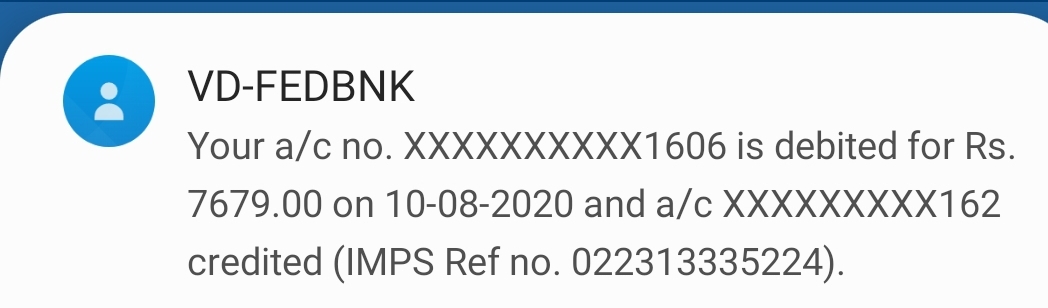 VD-FEDBNK
Your a/c no. XXXXXXXXXX1606 is debited for Rs.
7679.00 on 10-08-2020 and a/c XXXXXXXXX162
credited (IMPS Ref no. 022313335224).